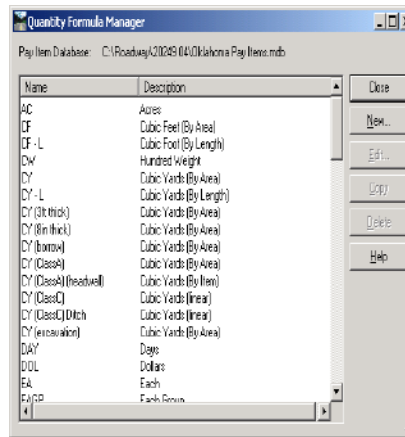 Quantity Formula Manager
Pay Item Database: C:\Roadway\20249 04\Oklahoma Pay Items.mdb
Name Description
AC Acres
CF Cubic Feet (By Area)
CF - L Cubic Foot (By Length)
CW Hundred Weight
CY Cubic Yards (By Area)
CY - L Cubic Yards (By Length)
CY (3ft thick) Cubic Yards (By Area)
CY (8in thick) Cubic Yards (By Area)
CY (borrow) Cubic Yards (By Area)
CY (ClassA) Cubic Yards (By Area)
CY (ClassA) (headwall) Cubic Yards (By Item)
CY (ClassC) Cubic Yards (linear)
CY (ClassC) Ditch Cubic Yards (linear)
CY (excavation) Cubic Yards (By Area)
DAY Days
DOL Dollars
EA Each
EAGP Each Group
Close
New...
Edit...
Copy
Delete
Help